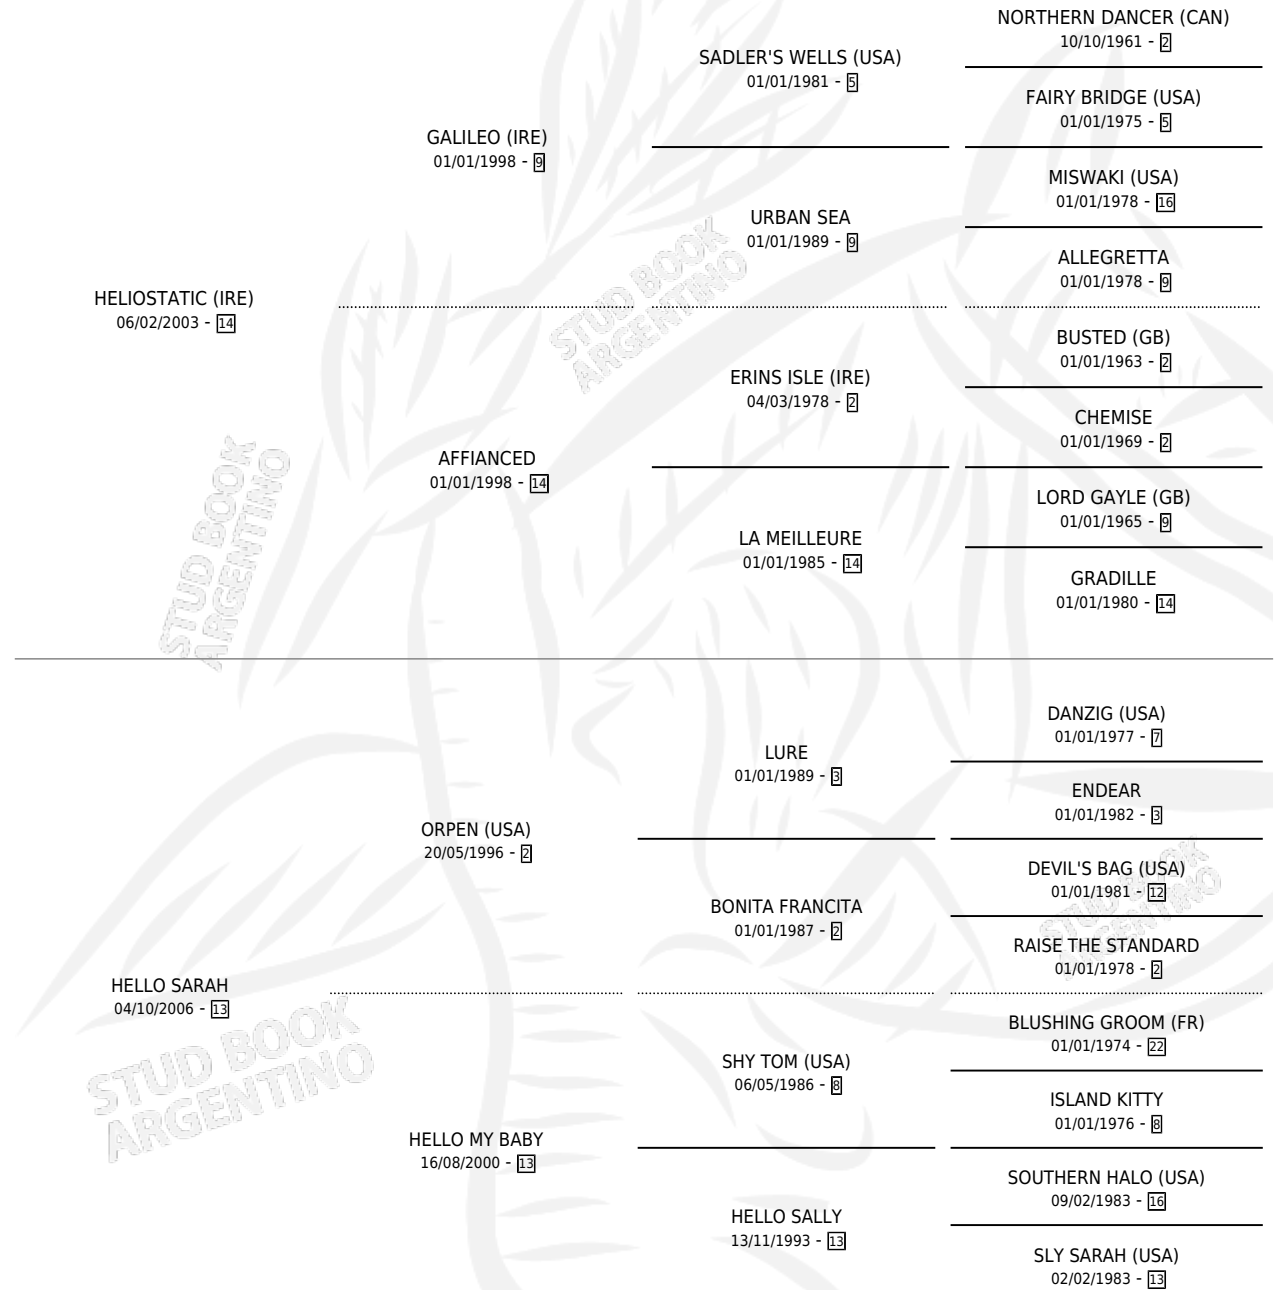 NORTHERN DANCER (CAN)
10/10/1961 - 2
SADLER'S WELLS (USA)
01/01/1981 - 5
FAIRY BRIDGE (USA)
01/01/1975 - 5
GALILEO (IRE)
01/01/1998 - 9
MISWAKI (USA)
01/01/1978 - 16
URBAN SEA
01/01/1989 - 9
ALLEGRETTA
01/01/1978 - 9
HELIOSTATIC (IRE)
06/02/2003 - 14
STUD BOOK
ARGENTINO
BUSTED (GB)
01/01/1963 - 2
ERINS ISLE (IRE)
04/03/1978 - 2
CHEMISE
01/01/1969 - 2
AFFIANCED
01/01/1998 - 14
LORD GAYLE (GB)
01/01/1965 - 9
LA MEILLEURE
01/01/1985 - 14
GRADILLE
01/01/1980 - 14
STUD BOOK
ARGENTINO
DANZIG (USA)
01/01/1977 - 7
LURE
01/01/1989 - 3
ENDEAR
01/01/1982 - 3
ORPEN (USA)
20/05/1996 - 2
DEVIL'S BAG (USA)
01/01/1981 - 12
BONITA FRANCITA
01/01/1987 - 2
RAISE THE STANDARD
01/01/1978 - 2
STUD BOOK
ARGENTINO
HELLO SARAH
04/10/2006 - 13
STUD BOOK
ARGENTINO
BLUSHING GROOM (FR)
01/01/1974 - 22
SHY TOM (USA)
06/05/1986 - 8
ISLAND KITTY
01/01/1976 - 8
HELLO MY BABY
16/08/2000 - 13
SOUTHERN HALO (USA)
09/02/1983 - 16
HELLO SALLY
13/11/1993 - 13
SLY SARAH (USA)
02/02/1983 - 13